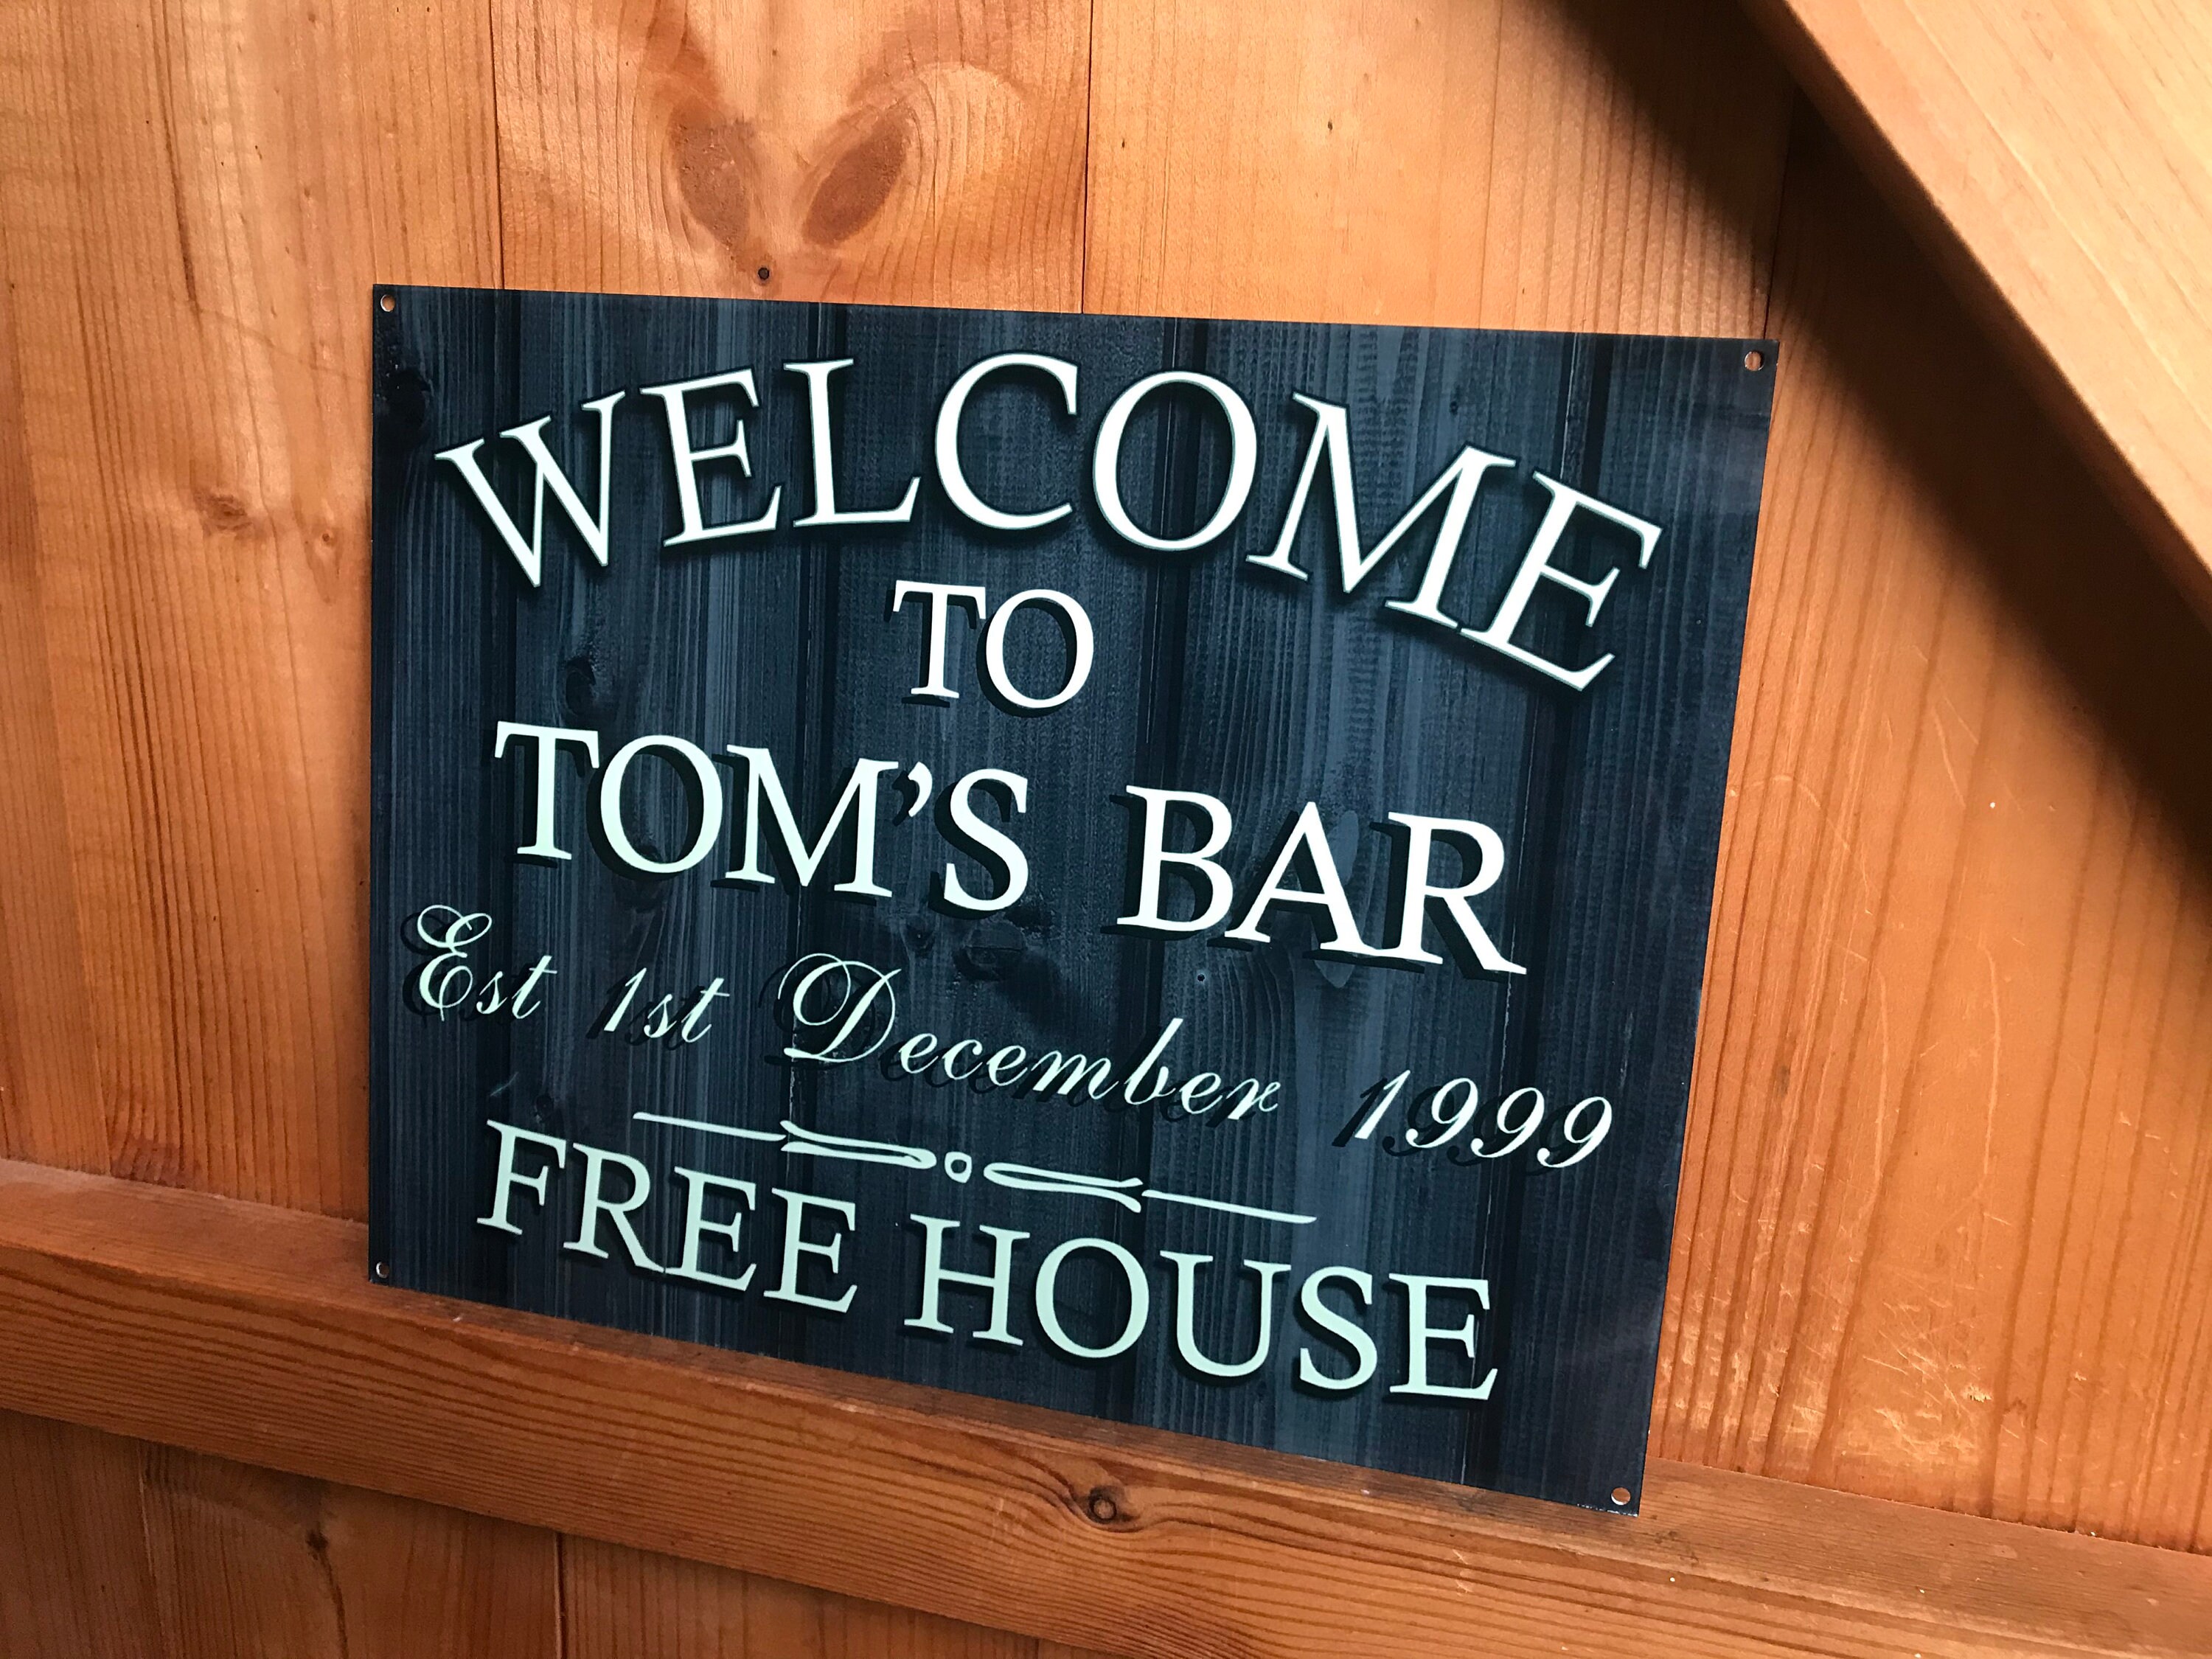 WELCOME
TO
TOM'S BAR
Est 1st December 1999
FREE HOUSE